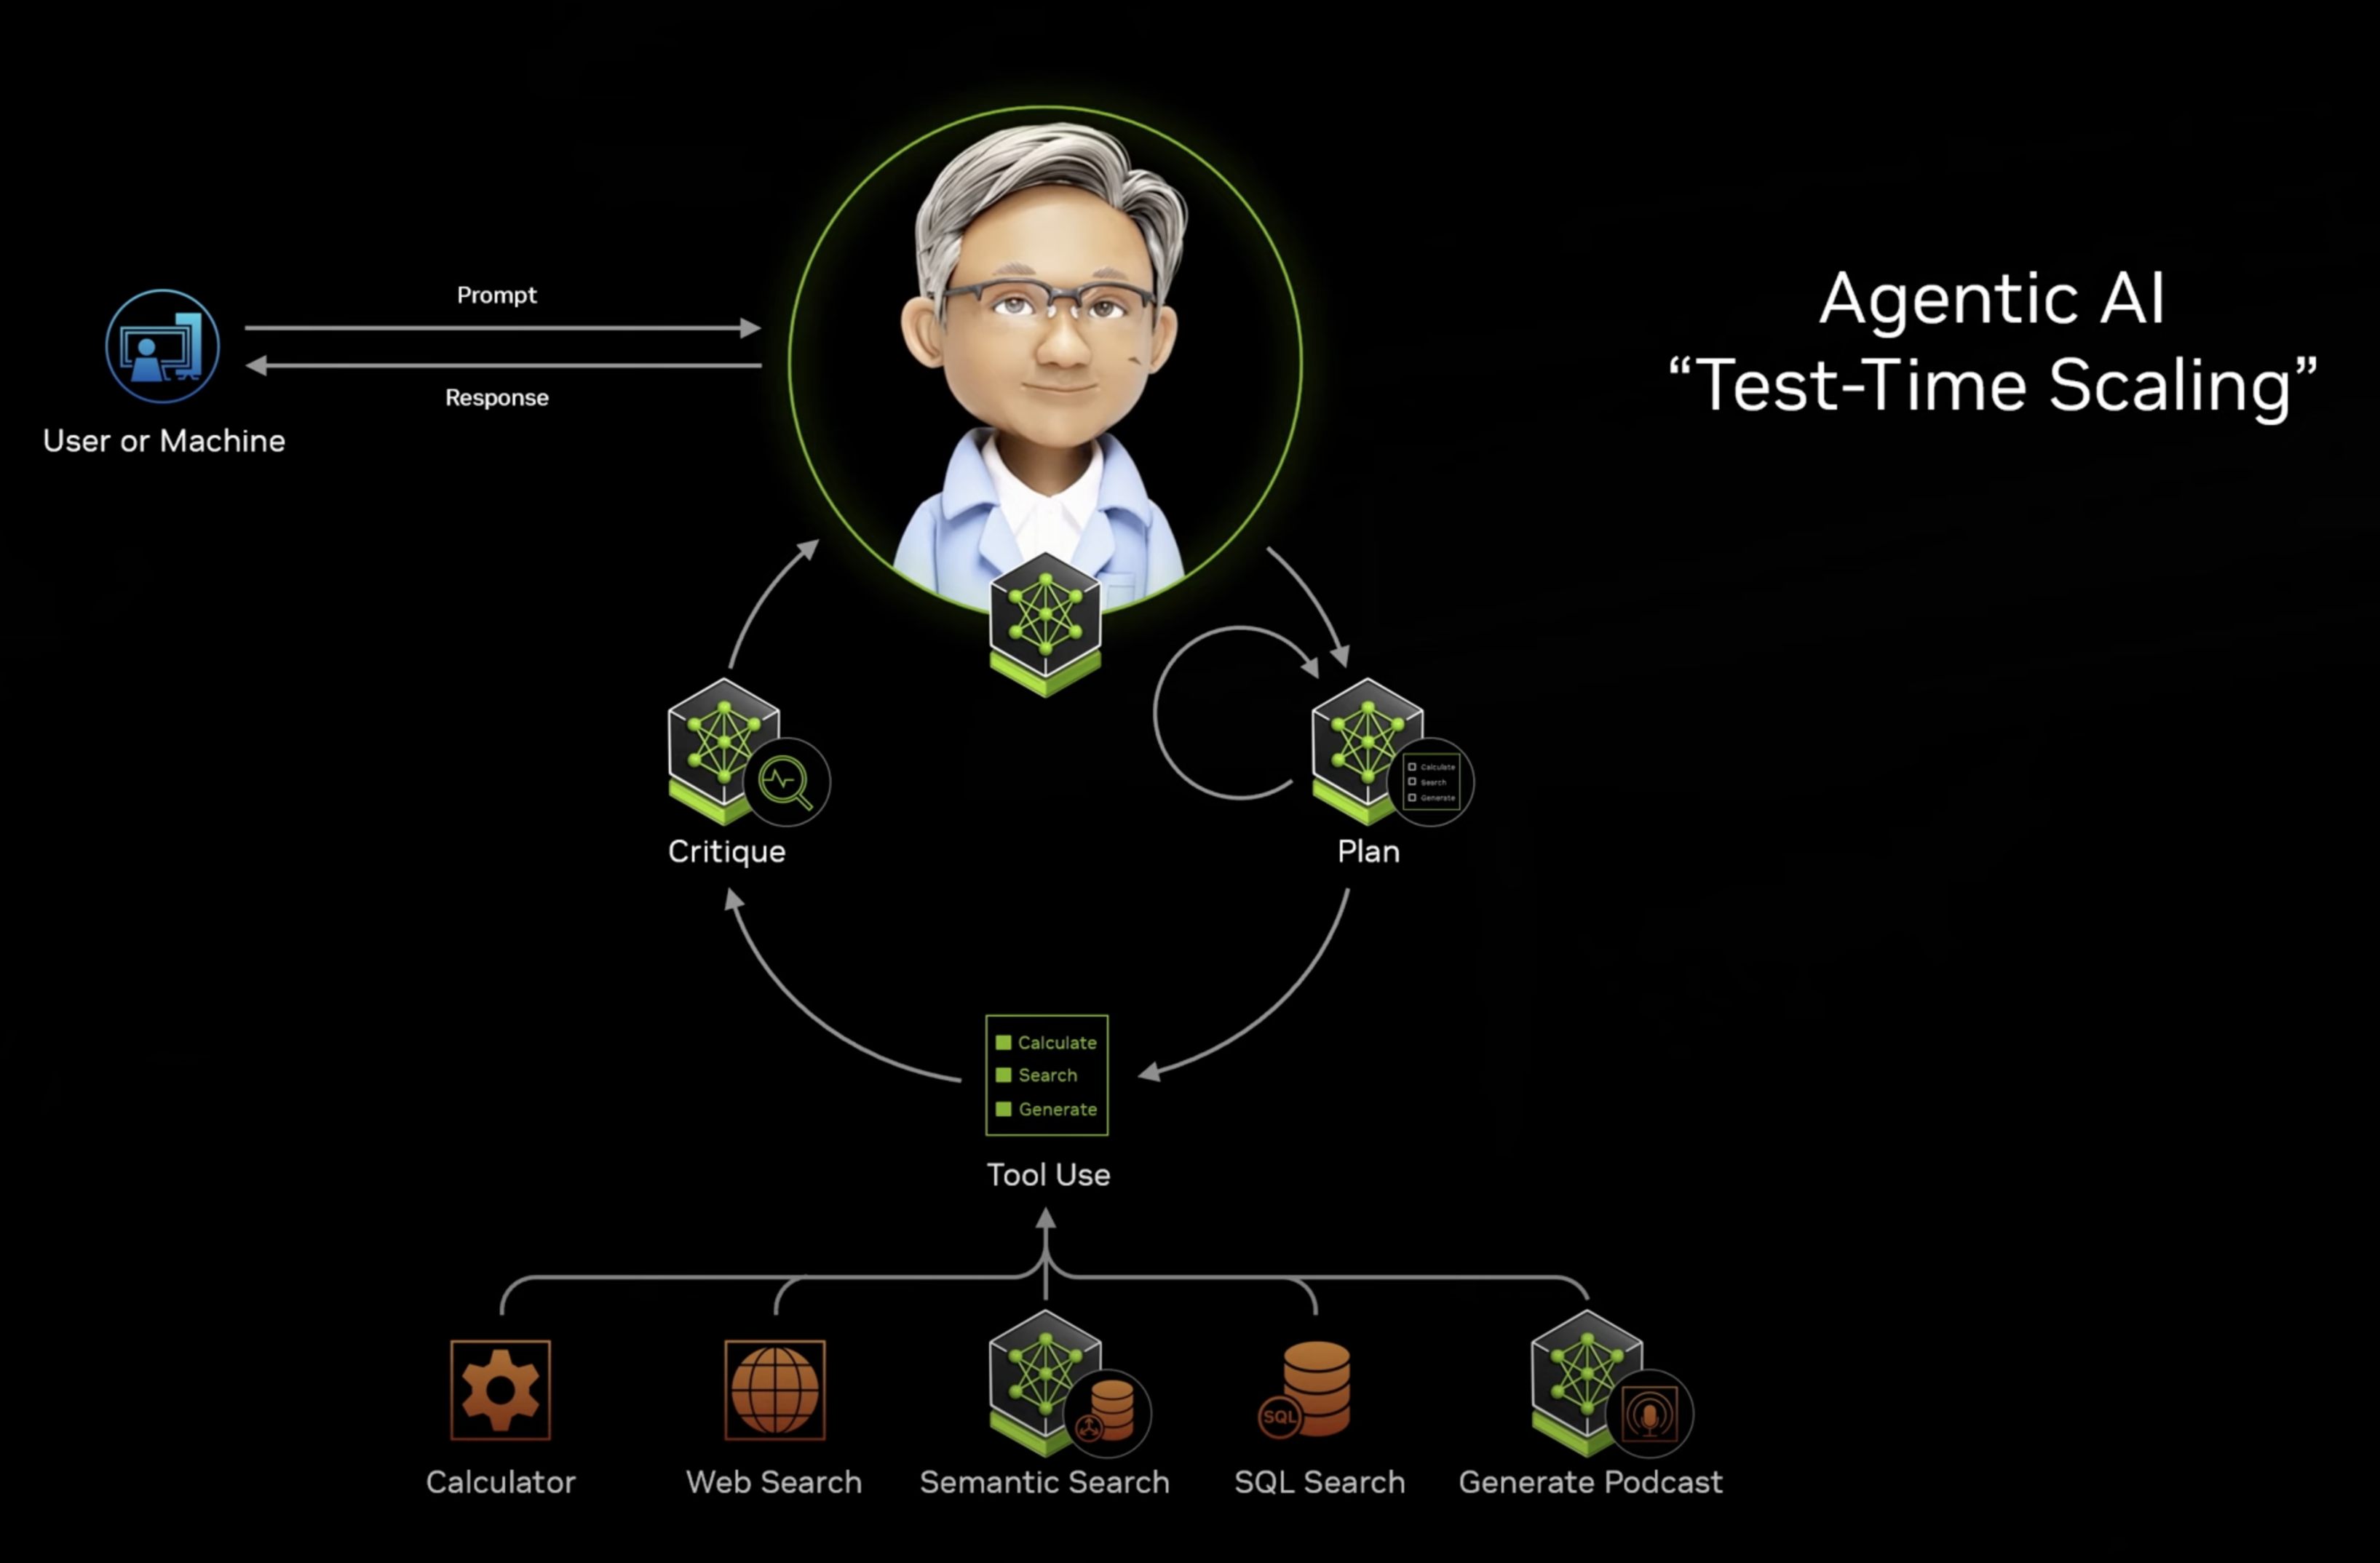 Agentic AI
“Test-Time Scaling”
Prompt
Response
User or Machine
Calculate
Search
Generate
Critique
Plan
Calculate
Search
Generate
Tool Use
SQL
Calculator
Web Search
Semantic Search
SQL Search
Generate Podcast